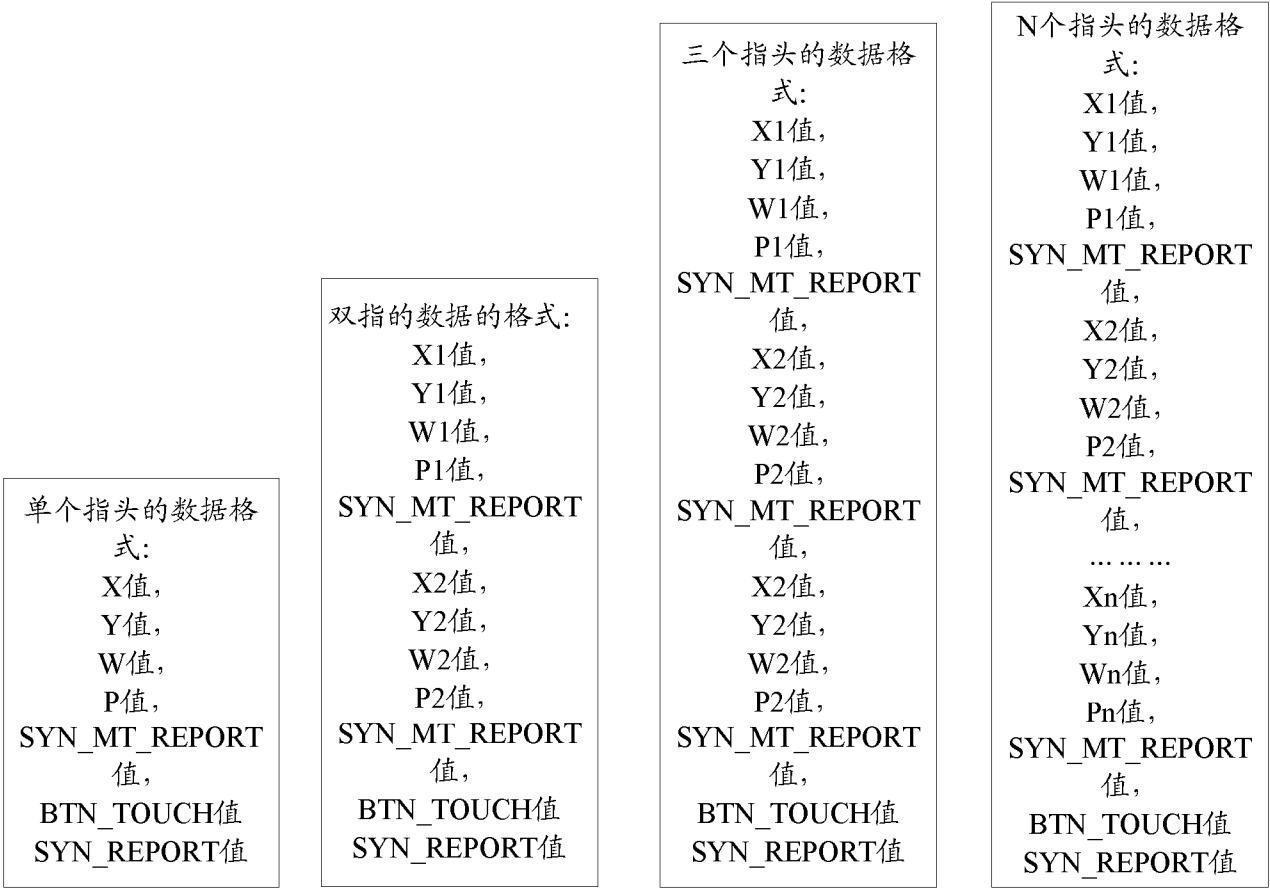 单个指头的数据格
式:
X值,
Y值,
W值,
P值,
SYN_MT_REPORT
值,
BTN_TOUCH值
SYN_REPORT值
双指的数据的格式:
X1值,
Y1值,
W1值,
P1值,
SYN_MT_REPORT
值,
X2值,
Y2值,
W2值,
P2值,
SYN_MT_REPORT
值,
BTN_TOUCH值
SYN_REPORT值
三个指头的数据格
式:
X1值,
Y1值,
W1值,
P1值,
SYN_MT_REPORT
值,
X2值,
Y2值,
W2值,
P2值,
SYN_MT_REPORT
值,
X2值,
Y2值,
W2值,
P2值,
SYN_MT_REPORT
值,
BTN_TOUCH值
SYN_REPORT值
N个指头的数据格
式:
X1值,
Y1值,
W1值,
P1值,
SYN_MT_REPORT
值,
X2值,
Y2值,
W2值,
P2值,
SYN_MT_REPORT
值,
………
Xn值,
Yn值,
Wn值,
Pn值,
SYN_MT_REPORT
值,
BTN_TOUCH值
SYN_REPORT值